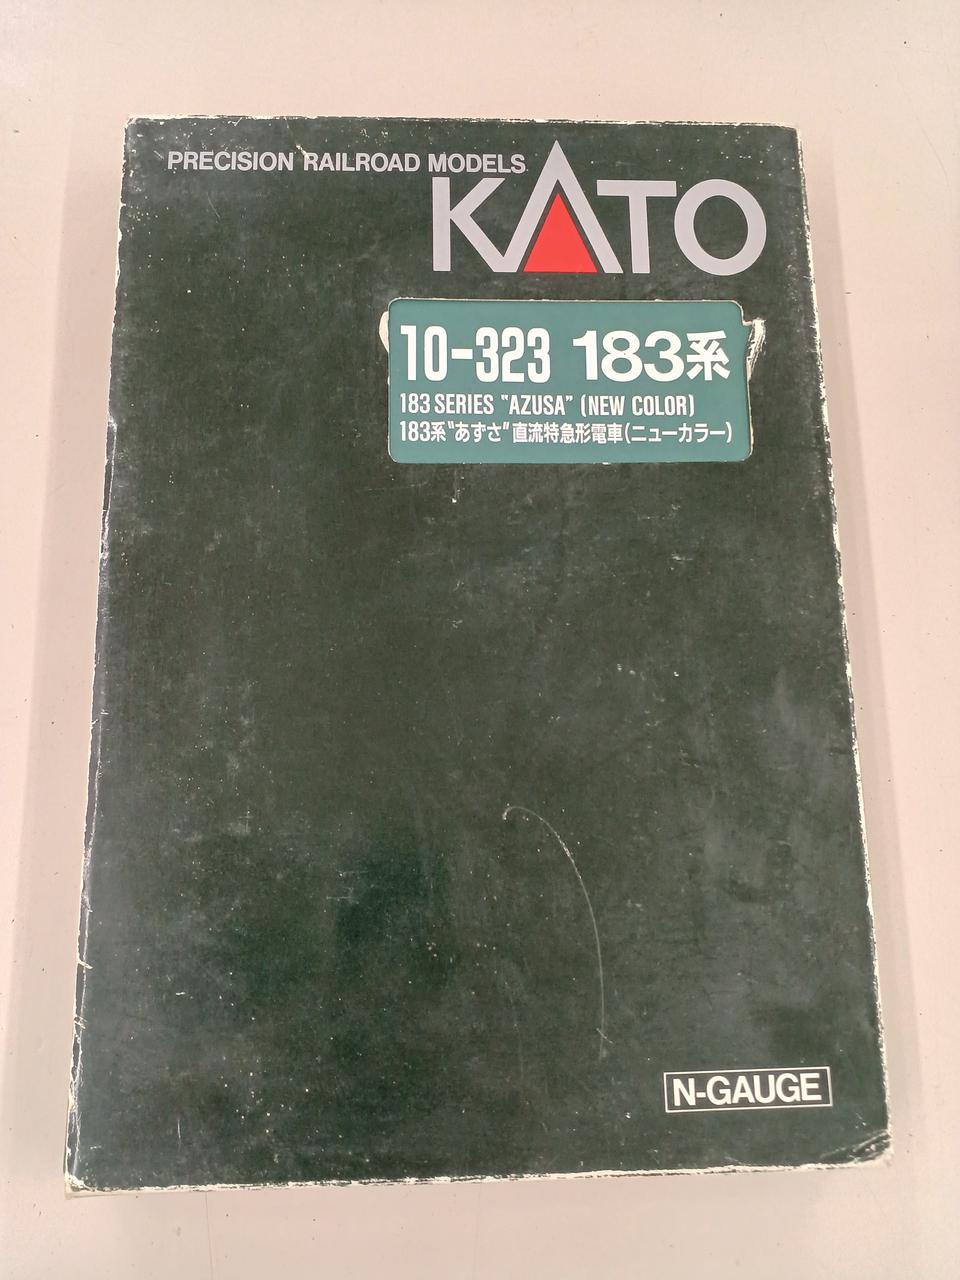 PRECISION RAILROAD MODELS
KATO
10-323 183系
183 SERIES "AZUSA" (NEW COLOR)
183系"あずさ"直流特急形電車(ニューカラー)
N-GAUGE